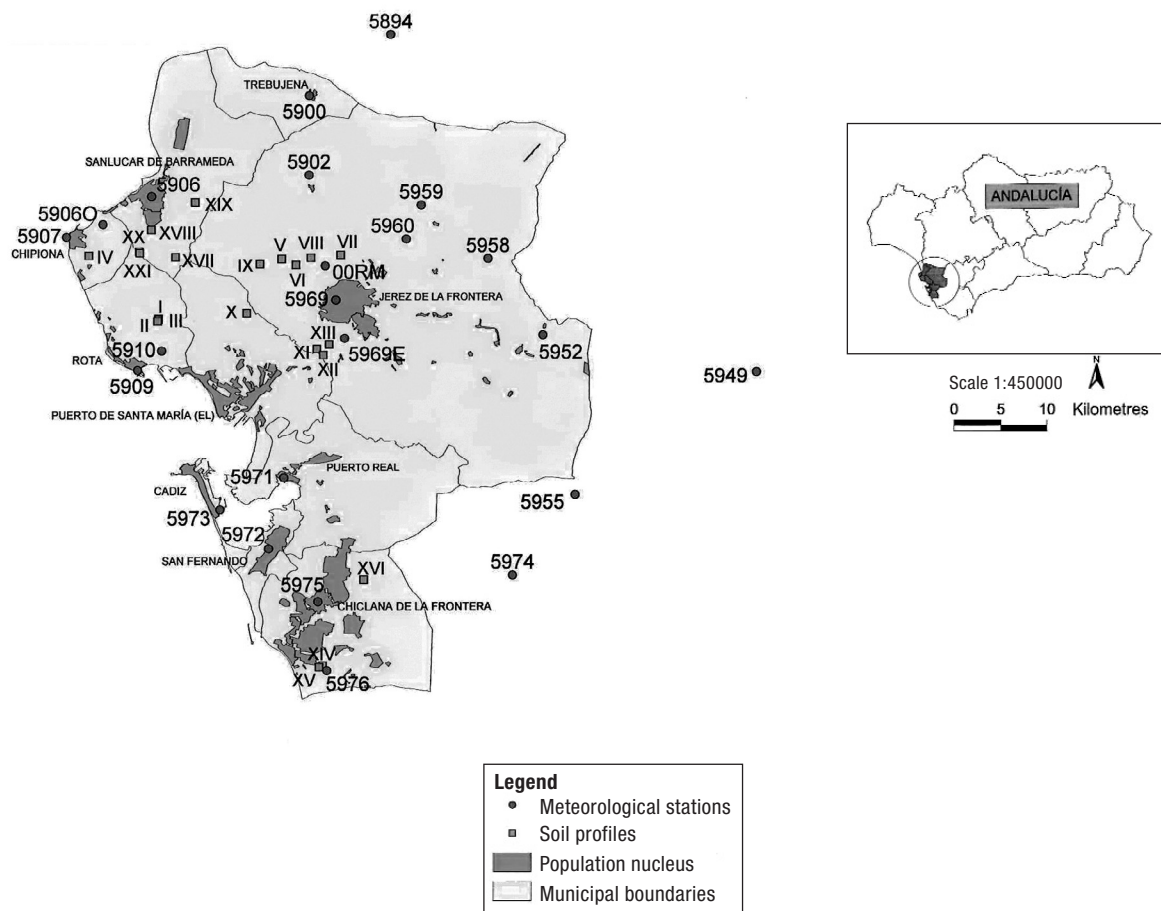 5894
TREBUJENA
5900
SANLUCAR DE BARRAMEDA
5902
5906
XIX
5959
5906O
5907
CHIPIONA
XX
XVIII
5960
IV
XXI
XVII
V
VIII
VII
5958
IX
VI
00RM
5969
JEREZ DE LA FRONTERA
I
II
III
X
XIII
5910
XI
5969E
5952
ROTA
XII
5909
5949
PUERTO DE SANTA MARÍA (EL)
PUERTO REAL
5971
CADIZ
5955
5973
5972
SAN FERNANDO
5974
XVI
5975
CHICLANA DE LA FRONTERA
XIV
XV
5976
ANDALUCÍA
N
Scale 1:450000
0 5 10 Kilometres
Legend
Meteorological stations
Soil profiles
Population nucleus
Municipal boundaries